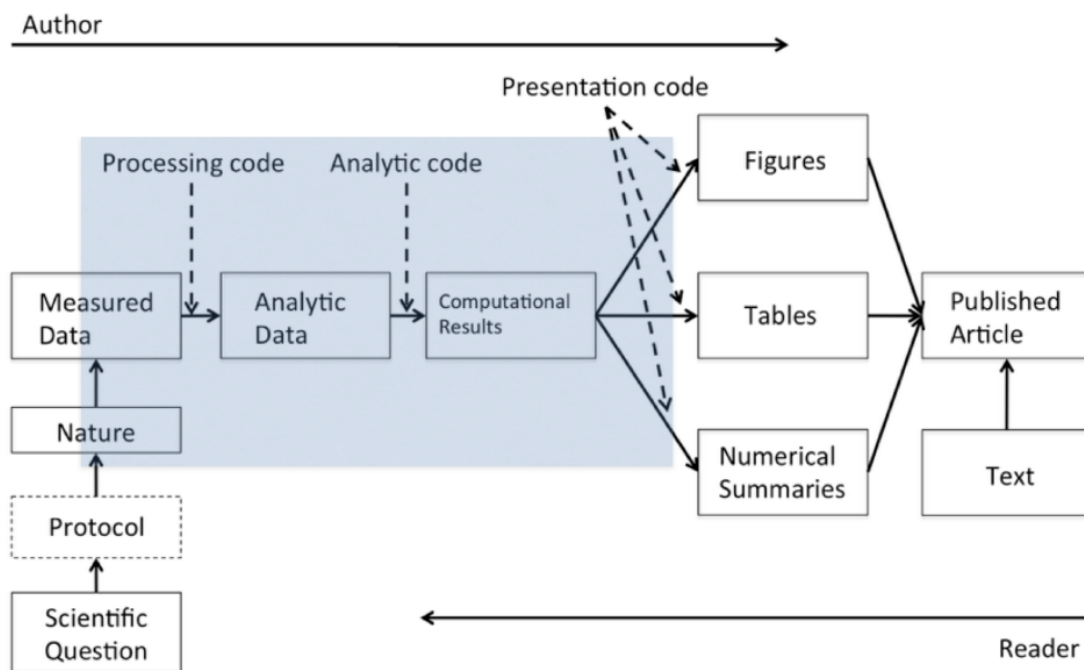 Author
Presentation code
Processing code
Analytic code
Figures
Measured
Data
Analytic
Data
Computational
Results
Tables
Published
Article
Nature
Numerical
Summaries
Text
Protocol
Scientific
Question
Reader